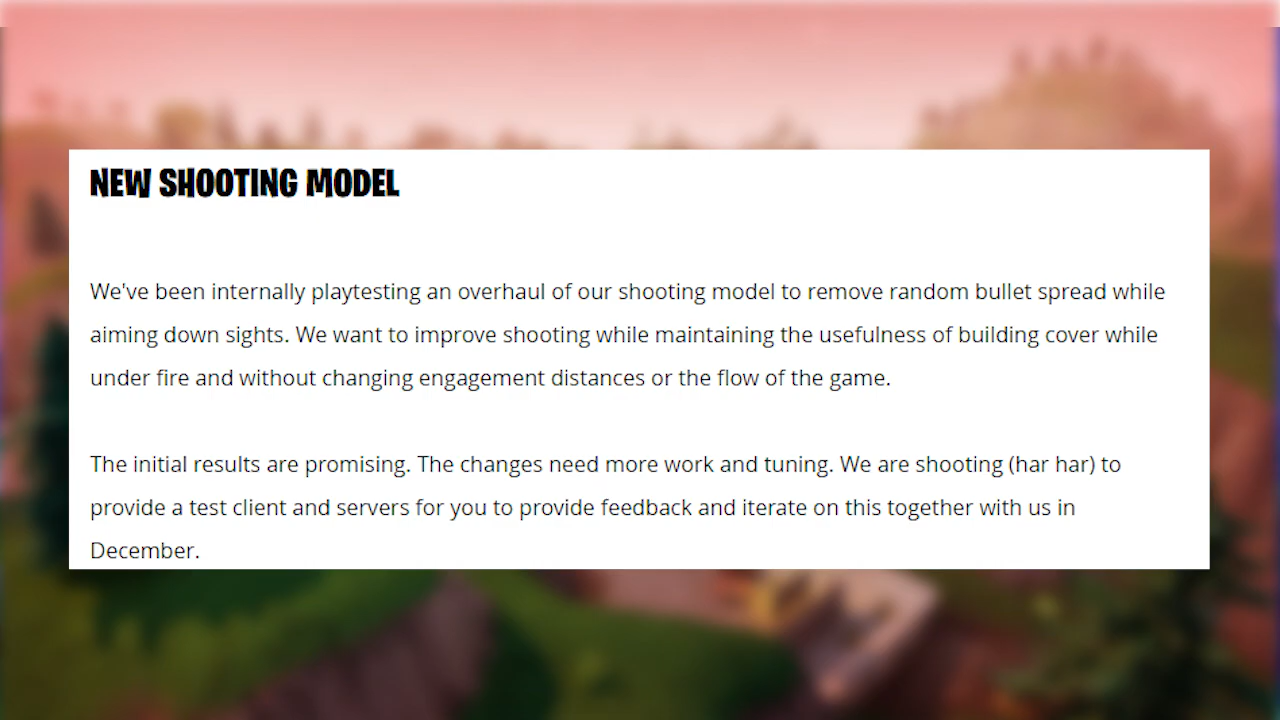 NEW SHOOTING MODEL
We've been internally playtesting an overhaul of our shooting model to remove random bullet spread while
aiming down sights. We want to improve shooting while maintaining the usefulness of building cover while
under fire and without changing engagement distances or the flow of the game.
The initial results are promising. The changes need more work and tuning. We are shooting (har har) to
provide a test client and servers for you to provide feedback and iterate on this together with us in
December.